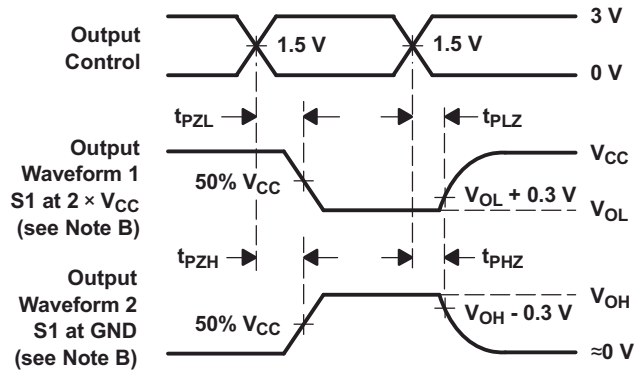 3 V
Output
Control
1.5 V
1.5 V
0 V
tPZL
tPLZ
Output
Waveform 1
S1 at 2 × VCC
(see Note B)
50% VCC
VCC
VOL + 0.3 V
VOL
tPZH
tPHZ
Output
Waveform 2
S1 at GND
(see Note B)
50% VCC
VOH
VOH - 0.3 V
≈0 V